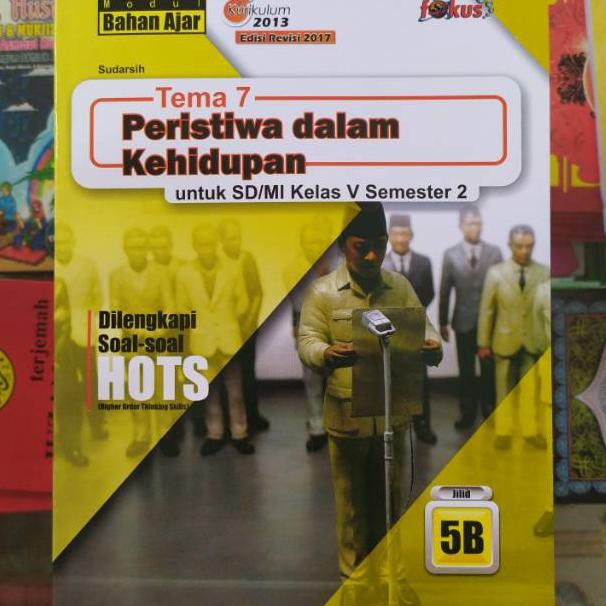 Modul
Bahan Ajar
Kurikulum
2013
Edisi Revisi 2017
fokus
Sudarsih
Tema 7
Peristiwa dalam
Kehidupan
untuk SD/MI Kelas V Semester 2
Dilengkapi
Soal-soal
HOTS
(Higher Order Thinking Skills)
Jilid
5B
terjemah